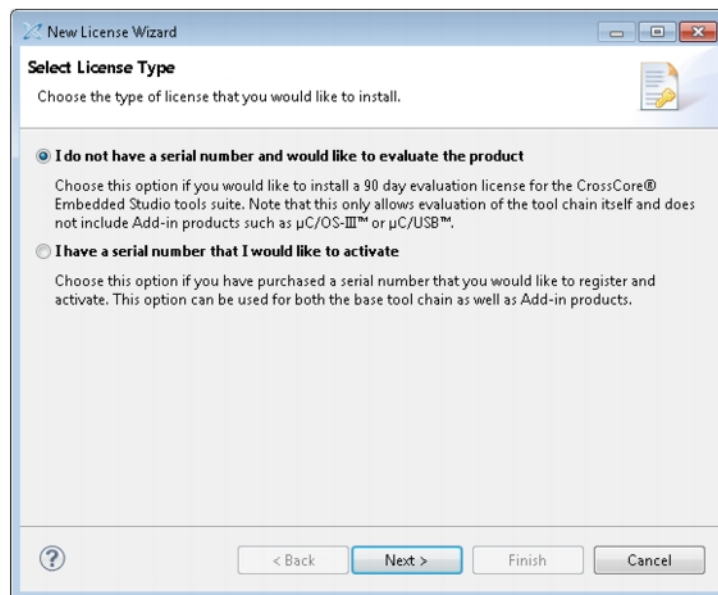 New License Wizard
Select License Type
Choose the type of license that you would like to install.
I do not have a serial number and would like to evaluate the product
Choose this option if you would like to install a 90 day evaluation license for the CrossCore®
Embedded Studio tools suite. Note that this only allows evaluation of the tool chain itself and does
not include Add-in products such as µC/OS-III™ or µC/USB™.
I have a serial number that I would like to activate
Choose this option if you have purchased a serial number that you would like to register and
activate. This option can be used for both the base tool chain as well as Add-in products.
? < Back Next > Finish Cancel